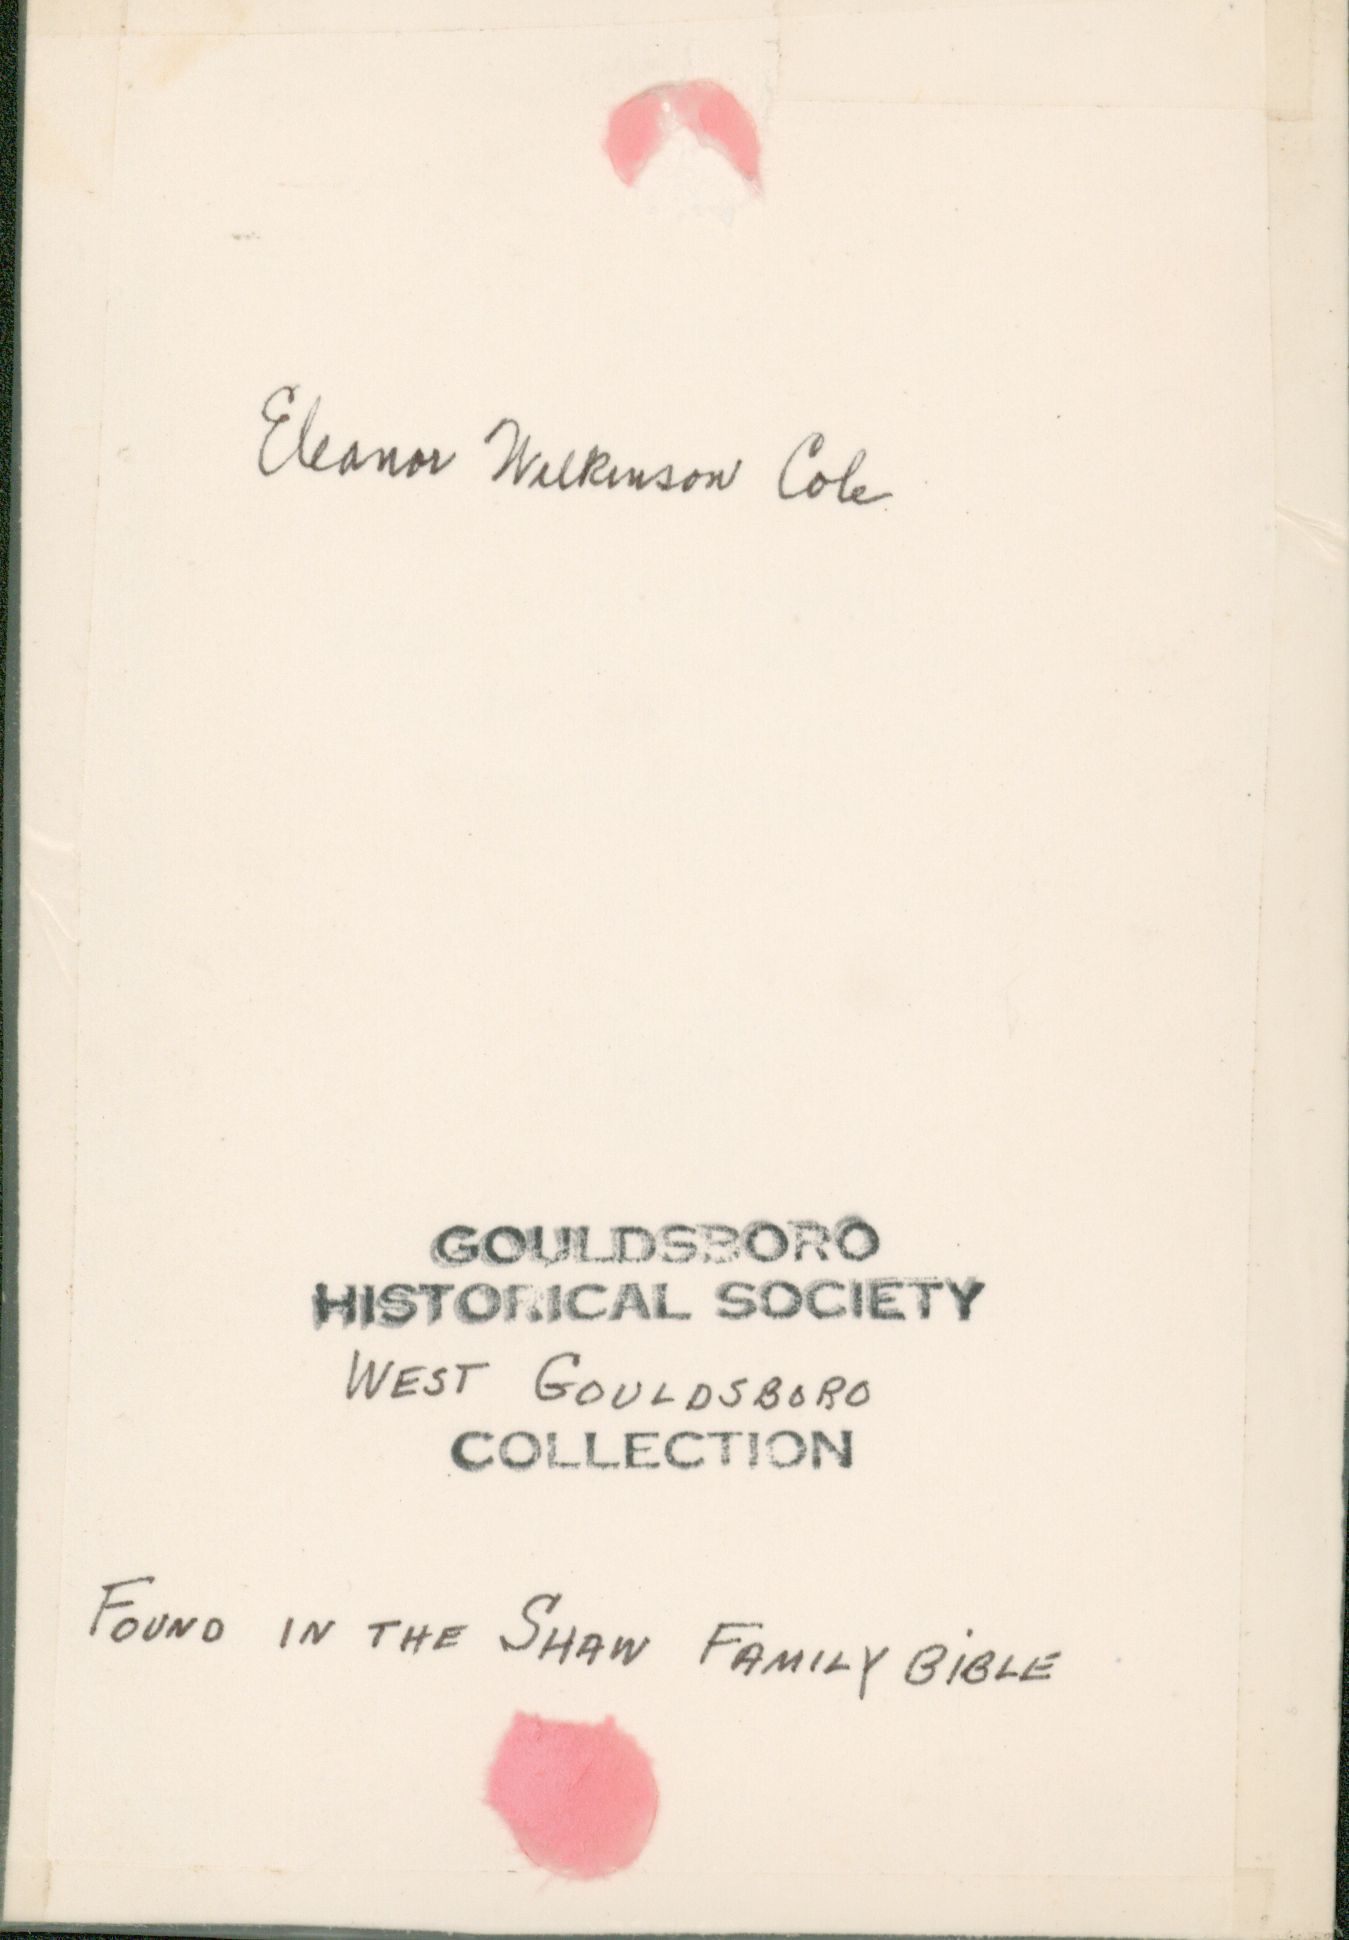 Eleanor Wilkinson Cole
GOULDSBORO
HISTORICAL SOCIETY
WEST GOULDSBORO
COLLECTION
FOUND IN THE SHAW FAMILY BIBLE